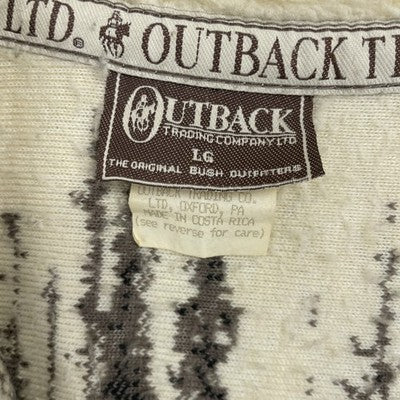 LTD.® OUTBACK T
OUTBACK
TRADING COMPANY LTD
LG
THE ORIGINAL BUSH OUTFITTERS
OUTBACK TRADING CO.
LTD, OXFORD, PA
MADE IN COSTA RICA
(see reverse for care)